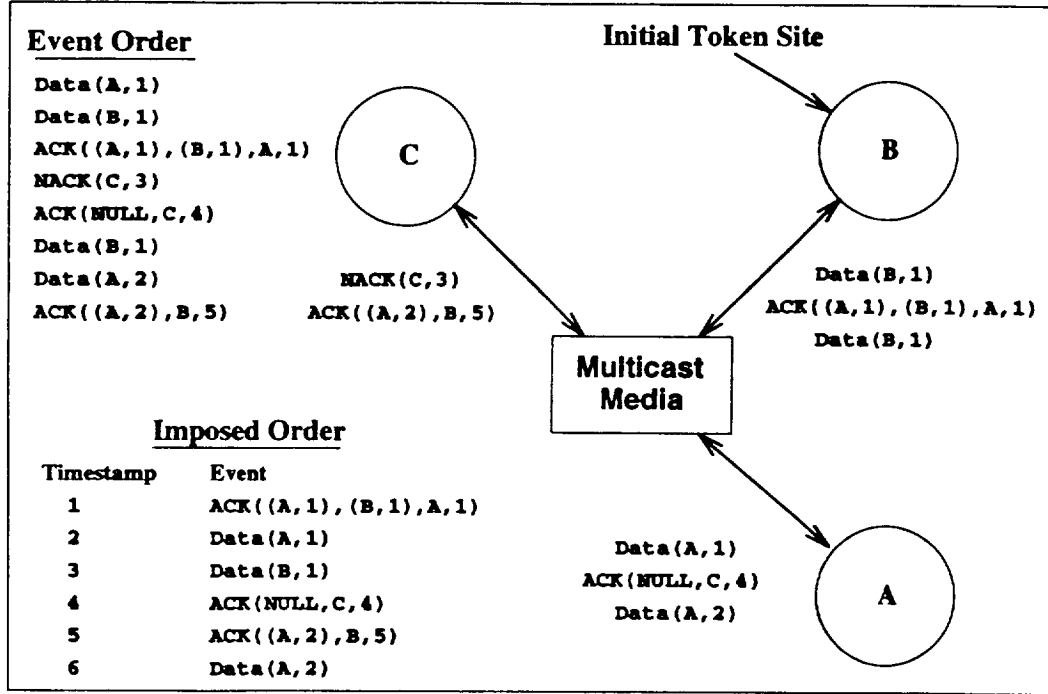 Event Order
Data(A,1)
Data(B,1)
ACK((A,1),(B,1),A,1)
NACK(C,3)
ACK(NULL,C,4)
Data(B,1)
Data(A,2)
ACK((A,2),B,5)
Initial Token Site
C
B
NACK(C,3)
ACK((A,2),B,5)
Data(B,1)
ACK((A,1),(B,1),A,1)
Data(B,1)
Multicast
Media
Imposed Order
Timestamp Event
1 ACK((A,1),(B,1),A,1)
2 Data(A,1)
3 Data(B,1)
4 ACK(NULL,C,4)
5 ACK((A,2),B,5)
6 Data(A,2)
Data(A,1)
ACK(NULL,C,4)
Data(A,2)
A